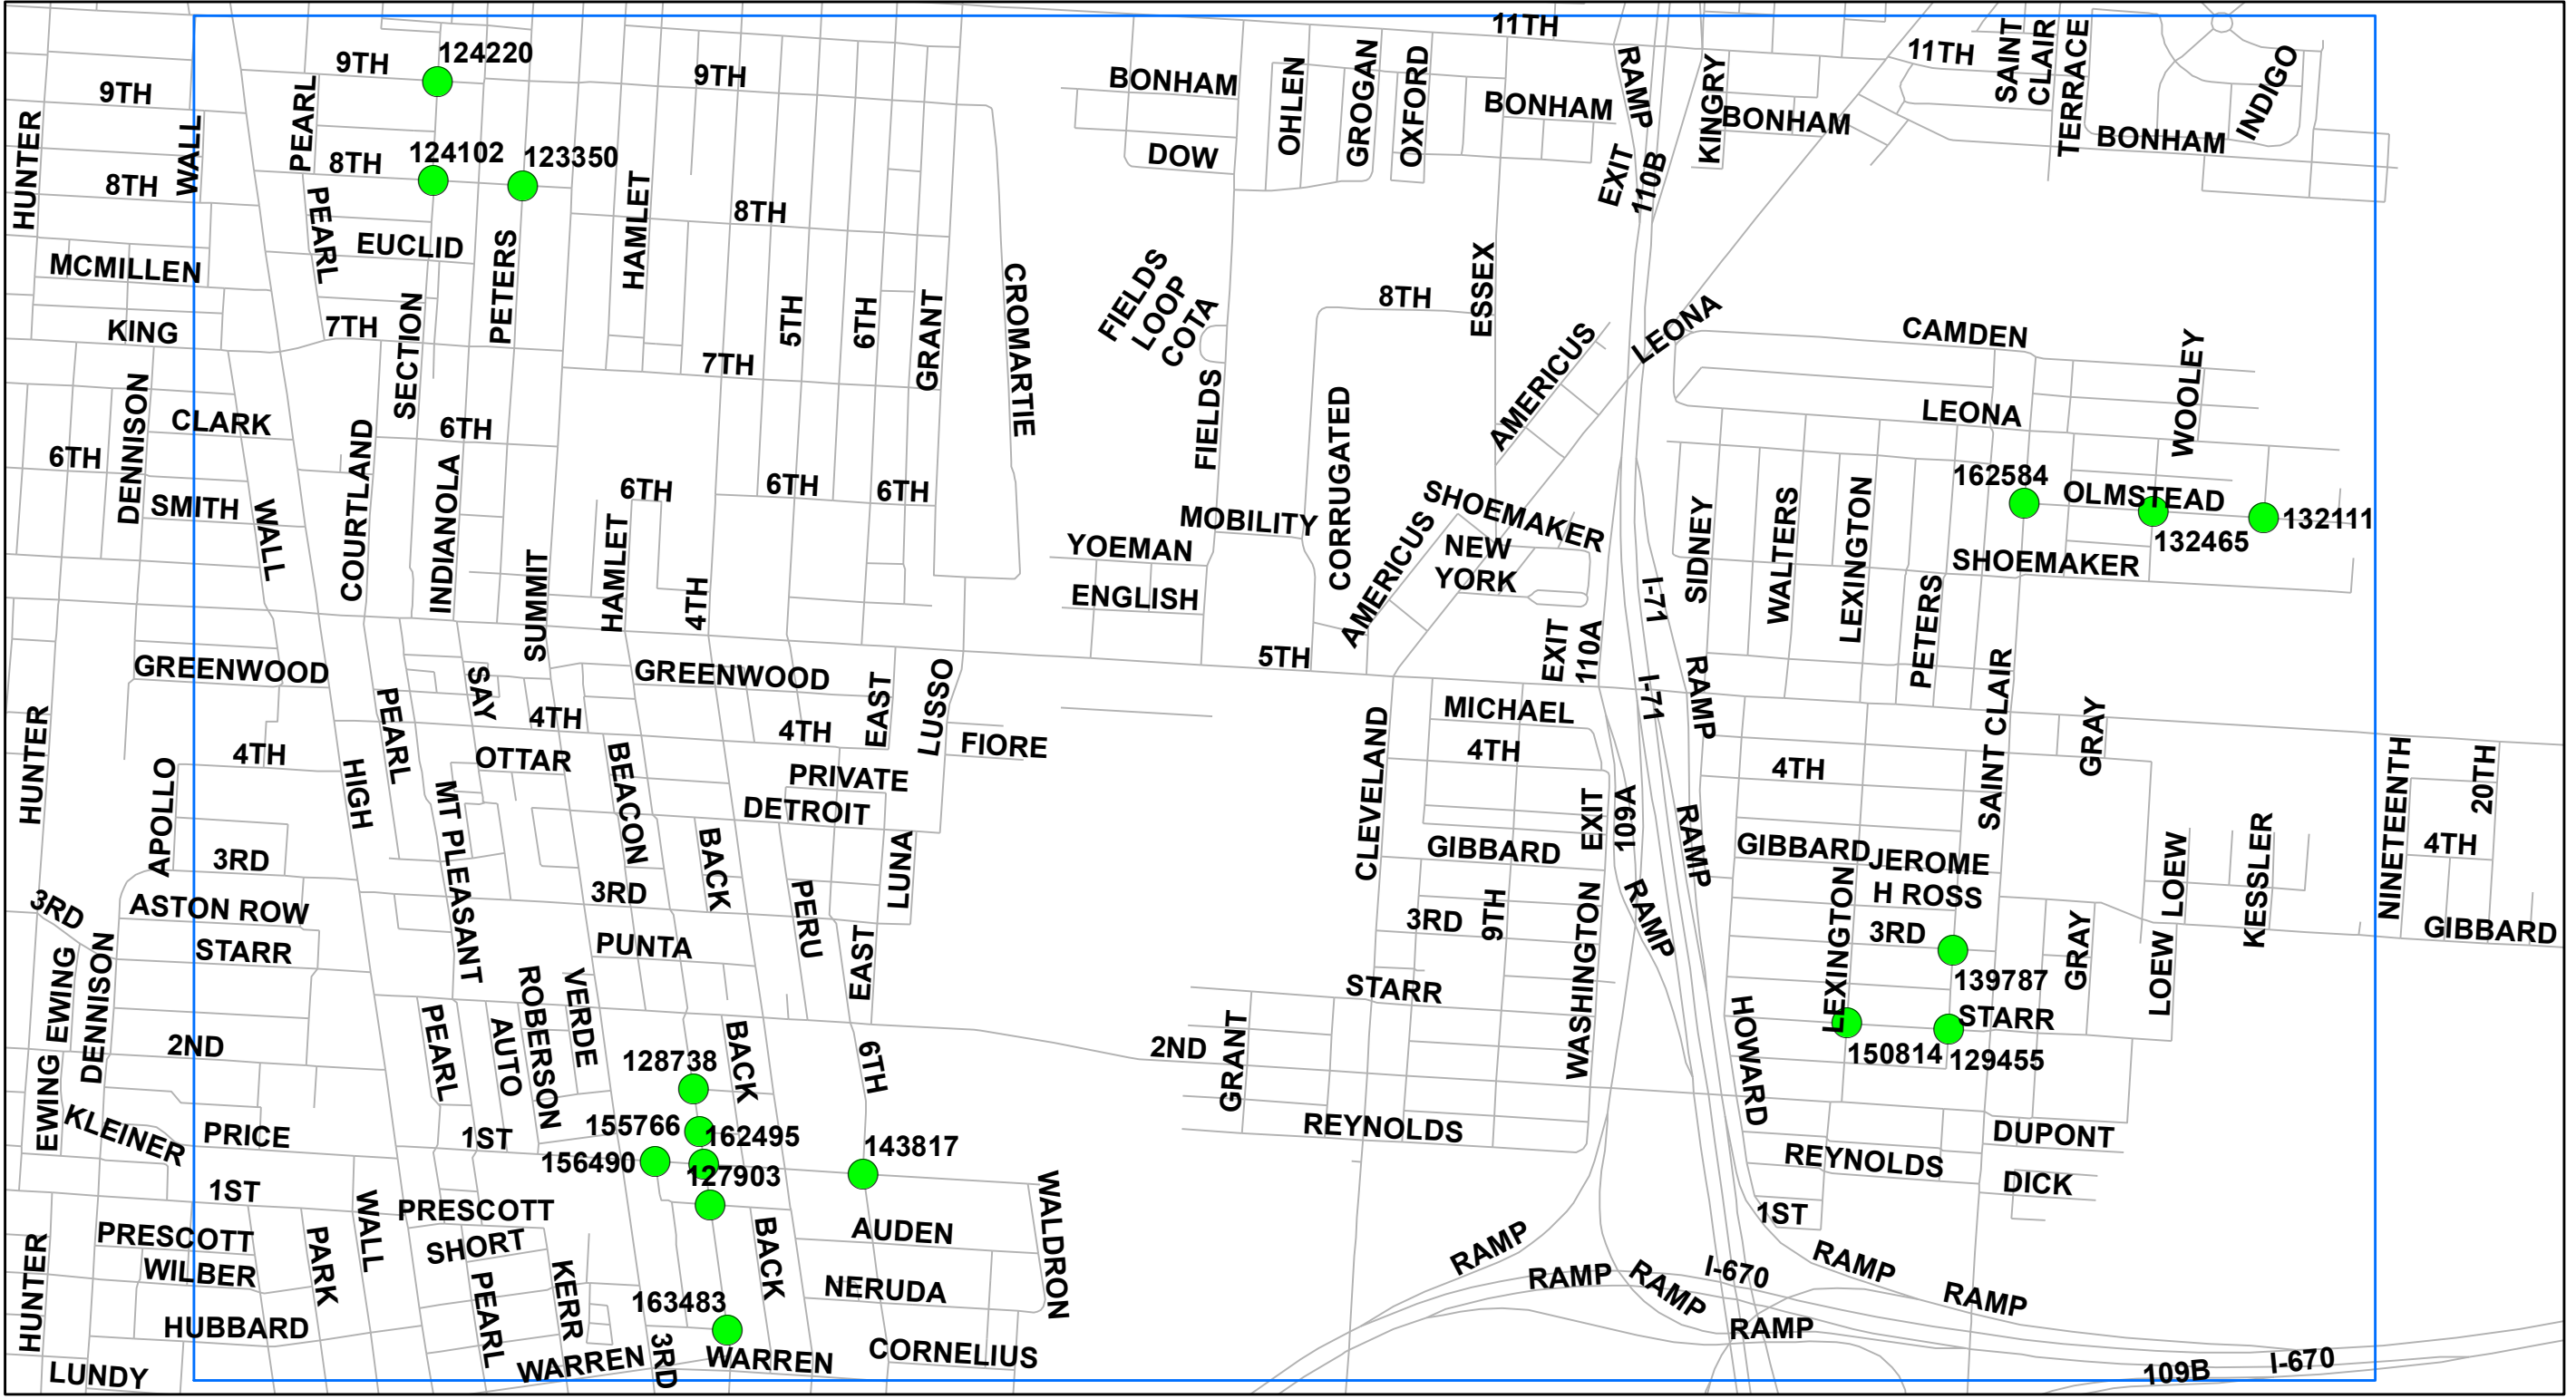 11TH
9TH
124220
9TH
9TH
BONHAM
OHLEN
GROGAN
OXFORD
BONHAM
RAMP
KINGRY
BONHAM
11TH
SAINT
CLAIR
TERRACE
BONHAM
INDIGO
HUNTER
WALL
PEARL
8TH
8TH
124102
123350
DOW
EXIT
110B
PEARL
EUCLID
PETERS
HAMLET
8TH
MCMILLEN
KING
7TH
SECTION
5TH
6TH
GRANT
CROMARTIE
FIELDS
LOOP
COTA
8TH
ESSEX
AMERICUS
LEONA
CAMDEN
WOOLEY
7TH
DENNISON
CLARK
6TH
6TH
COURTLAND
INDIANOLA
FIELDS
CORRUGATED
LEONA
SMITH
WALL
6TH
6TH
6TH
MOBILITY
SHOEMAKER
AMERICUS
NEW
YORK
162584
OLMSTEAD
132465
132111
YOEMAN
ENGLISH
SUMMIT
HAMLET
4TH
I-71
SIDNEY
WALTERS
LEXINGTON
PETERS
SHOEMAKER
GREENWOOD
SAY
GREENWOOD
EAST
LUSSO
5TH
EXIT
110A
I-71
RAMP
SAINT CLAIR
GRAY
HUNTER
APOLLO
4TH
HIGH
PEARL
4TH
4TH
FIORE
OTTAR
MICHAEL
4TH
CLEVELAND
4TH
NINETEENTH
20TH
MT PLEASANT
BEACON
PRIVATE
DETROIT
BACK
LUNA
EXIT
109A
RAMP
GIBBARD
GIBBARD
JEROME
H ROSS
LOEW
KESSLER
4TH
3RD
3RD
ASTON ROW
STARR
3RD
PERU
3RD
9TH
WASHINGTON
RAMP
LEXINGTON
3RD
GIBBARD
EWING
DENNISON
PUNTA
EAST
139787
GRAY
LOEW
STARR
GRANT
2ND
EWING
PEARL
AUTO
ROBERSON
VERDE
BACK
6TH
2ND
HOWARD
150814
129455
STARR
128738
KLEINER
PRICE
1ST
155766
162495
156490
127903
143817
REYNOLDS
REYNOLDS
DUPONT
DICK
1ST
WALL
PRESCOTT
BACK
AUDEN
WALDRON
1ST
HUNTER
PRESCOTT
WILBER
PARK
SHORT
PEARL
KERR
NERUDA
RAMP
RAMP
RAMP
I-670
RAMP
RAMP
163483
HUBBARD
LUNDY
WARREN
3RD
WARREN
CORNELIUS
RAMP
109B
I-670